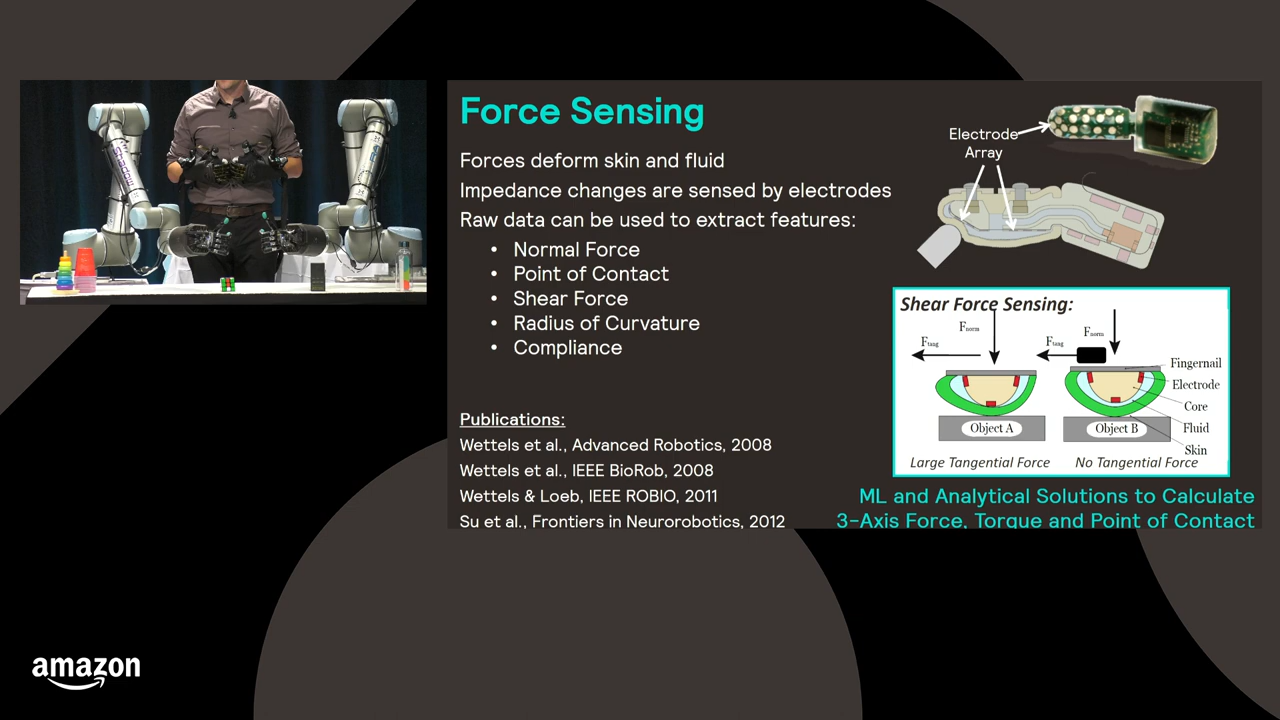 Force Sensing
Forces deform skin and fluid
Impedance changes are sensed by electrodes
Raw data can be used to extract features:
• Normal Force
• Point of Contact
• Shear Force
• Radius of Curvature
• Compliance
Publications:
Wettels et al., Advanced Robotics, 2008
Wettels et al., IEEE BioRob, 2008
Wettels & Loeb, IEEE ROBIO, 2011
Su et al., Frontiers in Neurorobotics, 2012
Electrode
Array
Shear Force Sensing:
Fnorm
Ftang
Object A
Large Tangential Force
Fnorm
Ftang
Object B
No Tangential Force
Fingernail
Electrode
Core
Fluid
Skin
ML and Analytical Solutions to Calculate
3-Axis Force, Torque and Point of Contact
Shadow
amazon